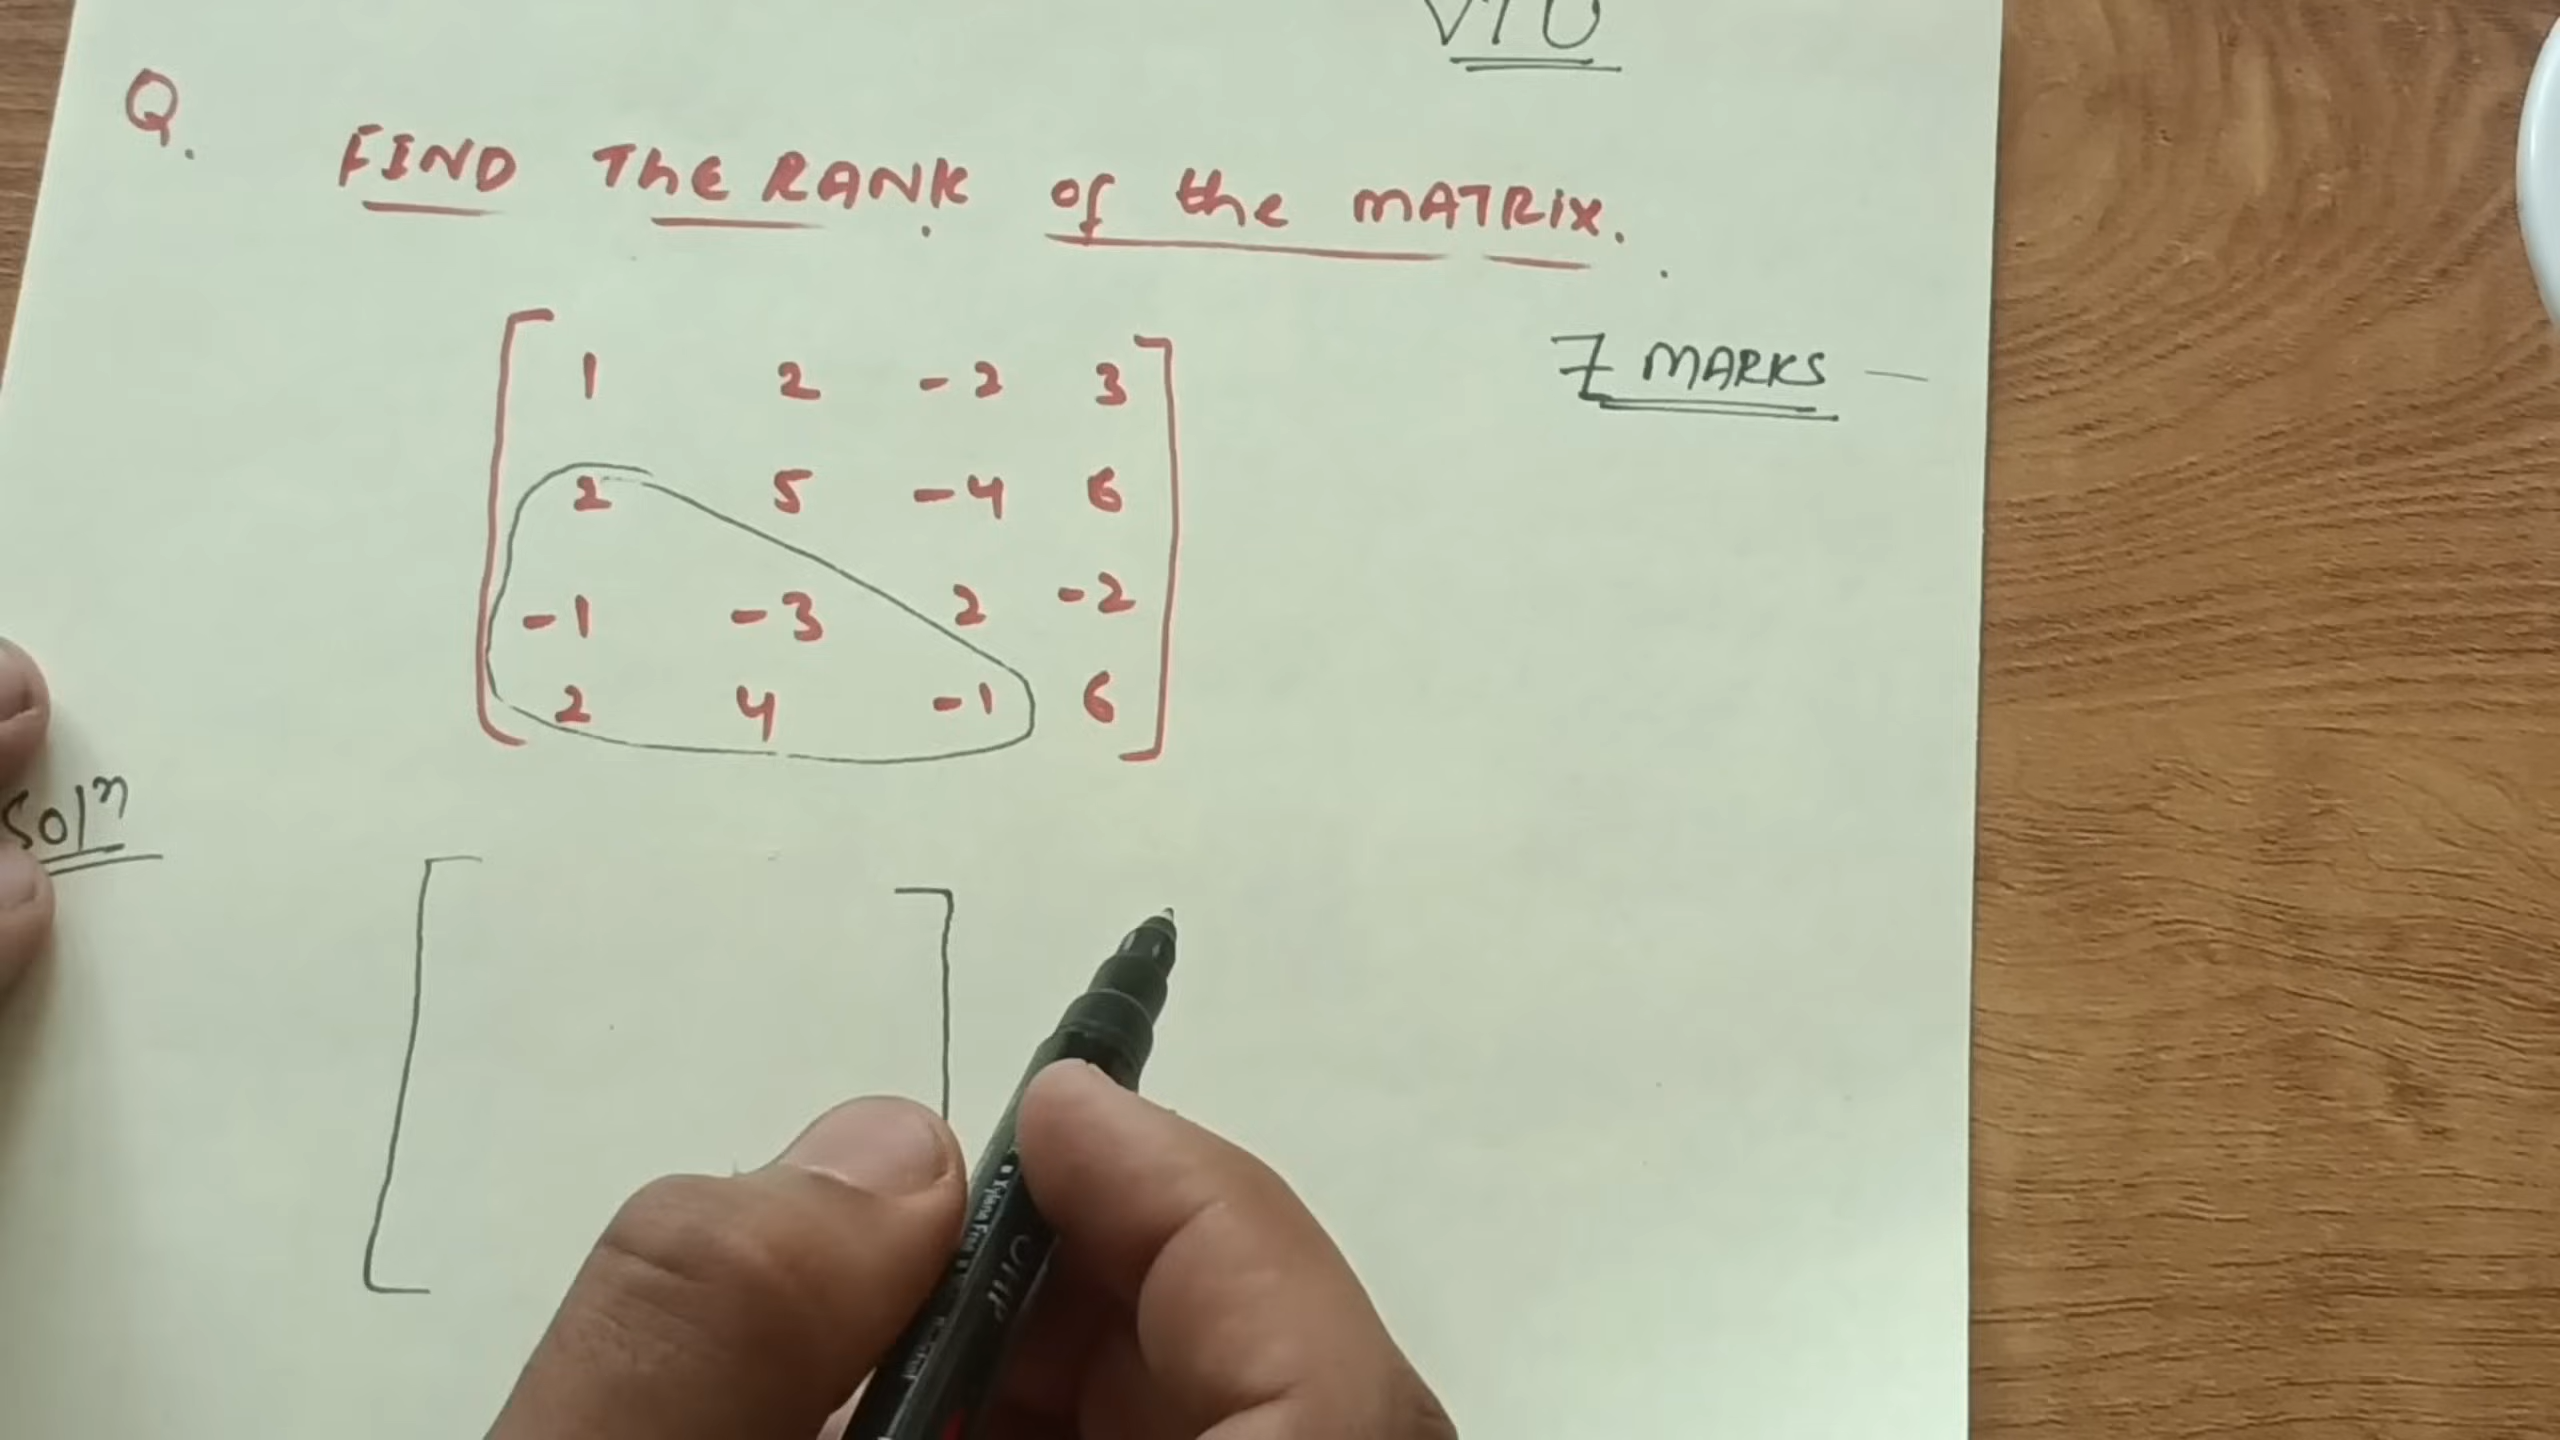 VTU
Q. FIND ThE RANK of the MATRIX.
1 2 -2 3
7 MARKS
2 5 -4 6
-1 -3 2 -2
2 4 -1 6
Solⁿ